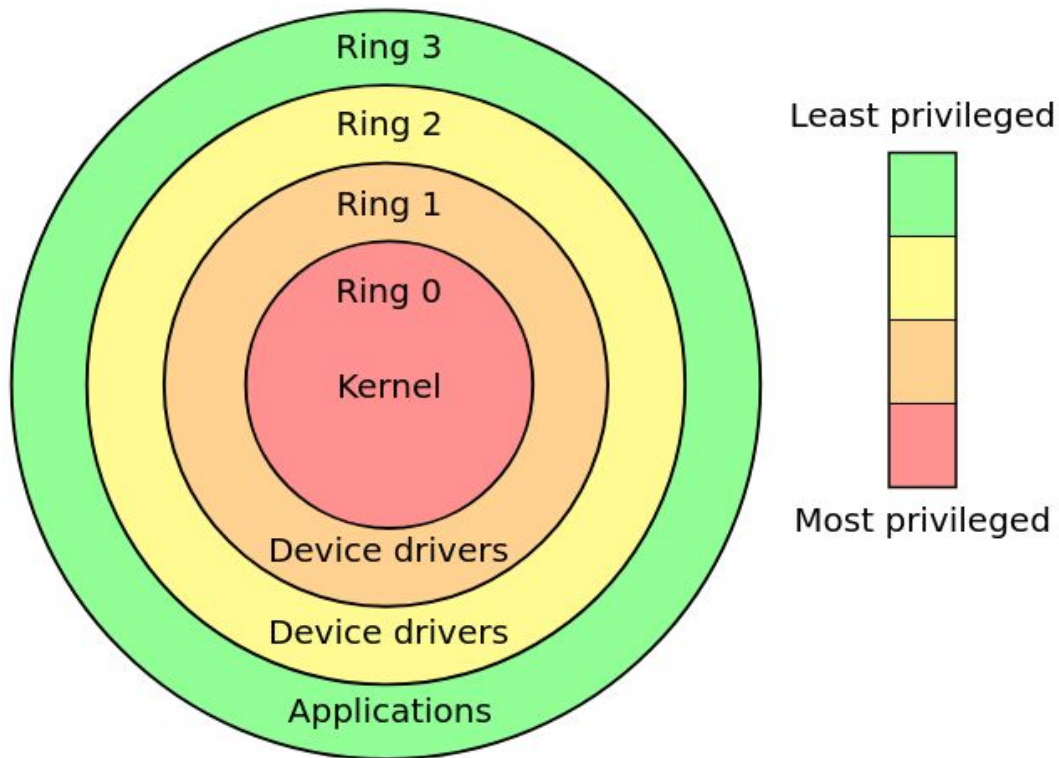 Ring 3
Ring 2
Ring 1
Ring 0
Kernel
Device drivers
Device drivers
Applications
Least privileged
Most privileged